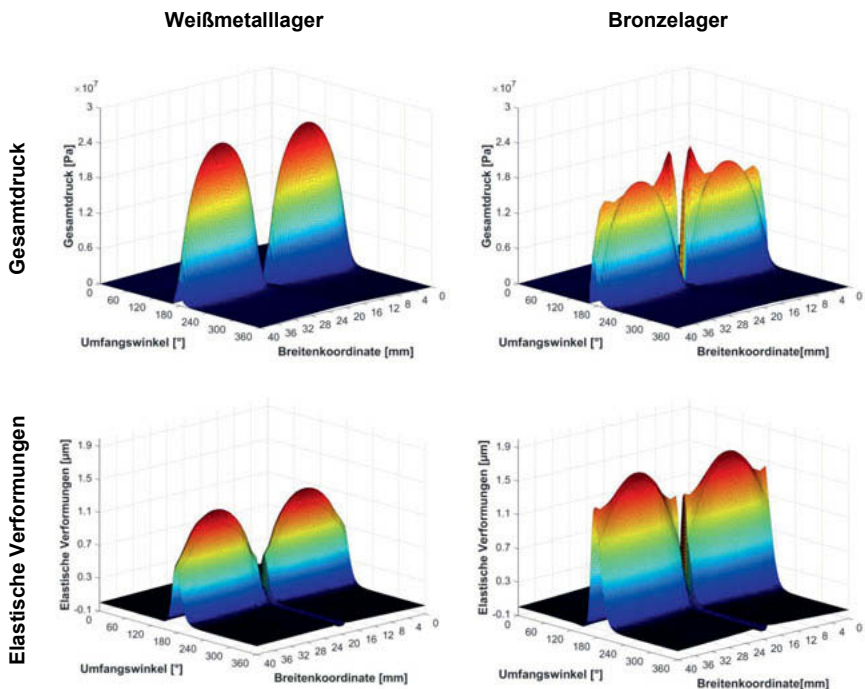 Weißmetalllager
Bronzelager
Gesamtdruck
×10⁷
Gesamtdruck [Pa]
3
2.4
1.8
1.2
0.6
0
0
60
120
180
240
300
360
Umfangswinkel [°]
40 36 32 28 24 20 16 12 8 4 0
Breitenkoordinate [mm]
×10⁷
Gesamtdruck [Pa]
3
2.4
1.8
1.2
0.6
0
0
60
120
180
240
300
360
Umfangswinkel [°]
40 36 32 28 24 20 16 12 8 4 0
Breitenkoordinate[mm]
Elastische Verformungen
Elastische Verformungen [µm]
1.9
1.5
1.1
0.7
0.3
-0.1
0
60
120
180
240
300
360
Umfangswinkel [°]
40 36 32 28 24 20 16 12 8 4 0
Breitenkoordinate [mm]
Elastische Verformungen [µm]
1.9
1.5
1.1
0.7
0.3
-0.1
0
60
120
180
240
300
360
Umfangswinkel [°]
40 36 32 28 24 20 16 12 8 4 0
Breitenkoordinate[mm]